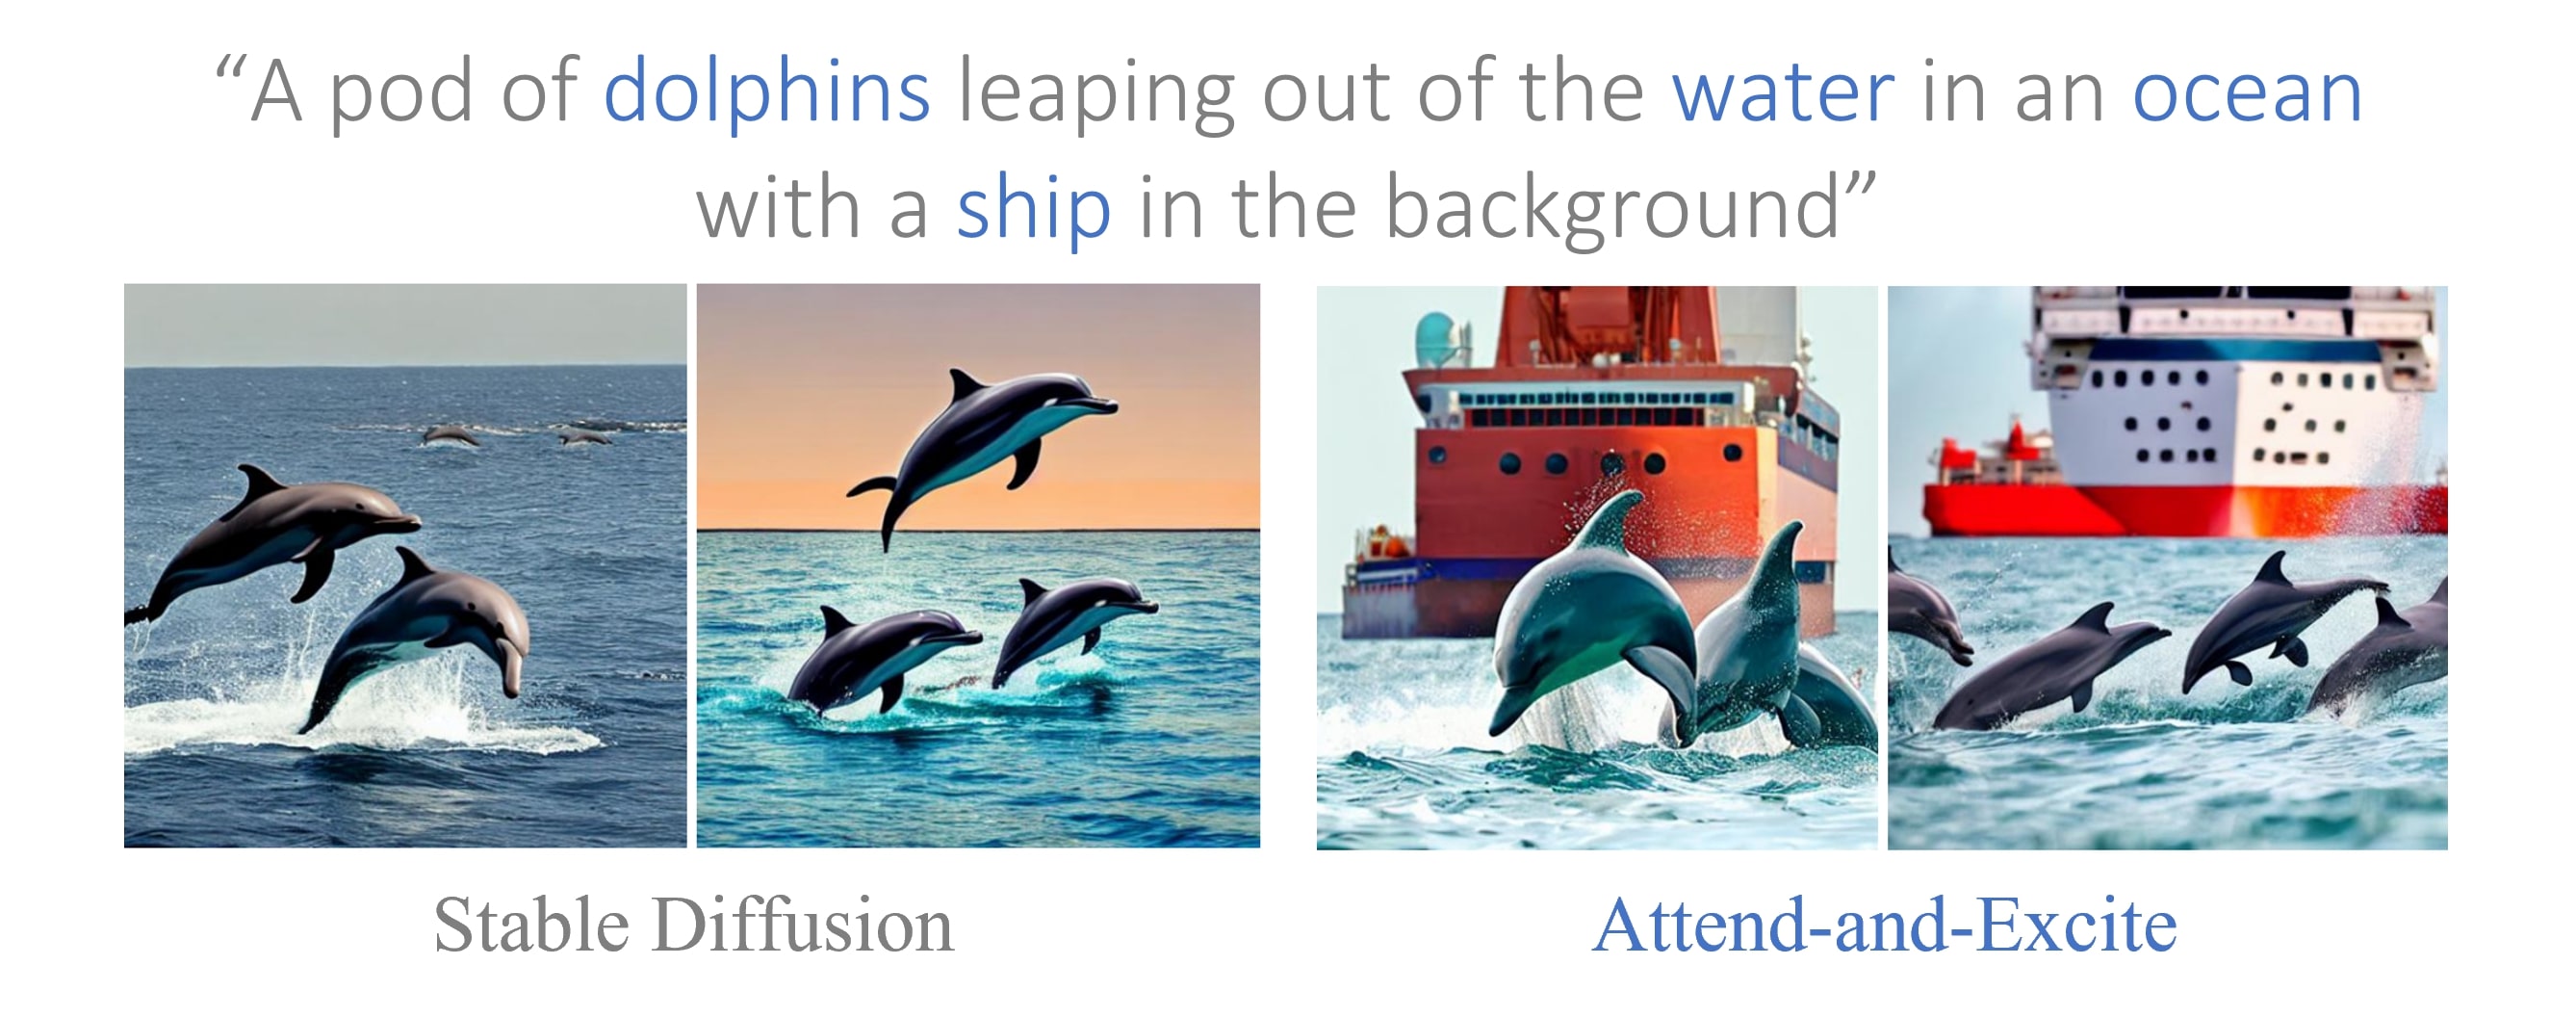 “A pod of dolphins leaping out of the water in an ocean
with a ship in the background”
Stable Diffusion
Attend-and-Excite